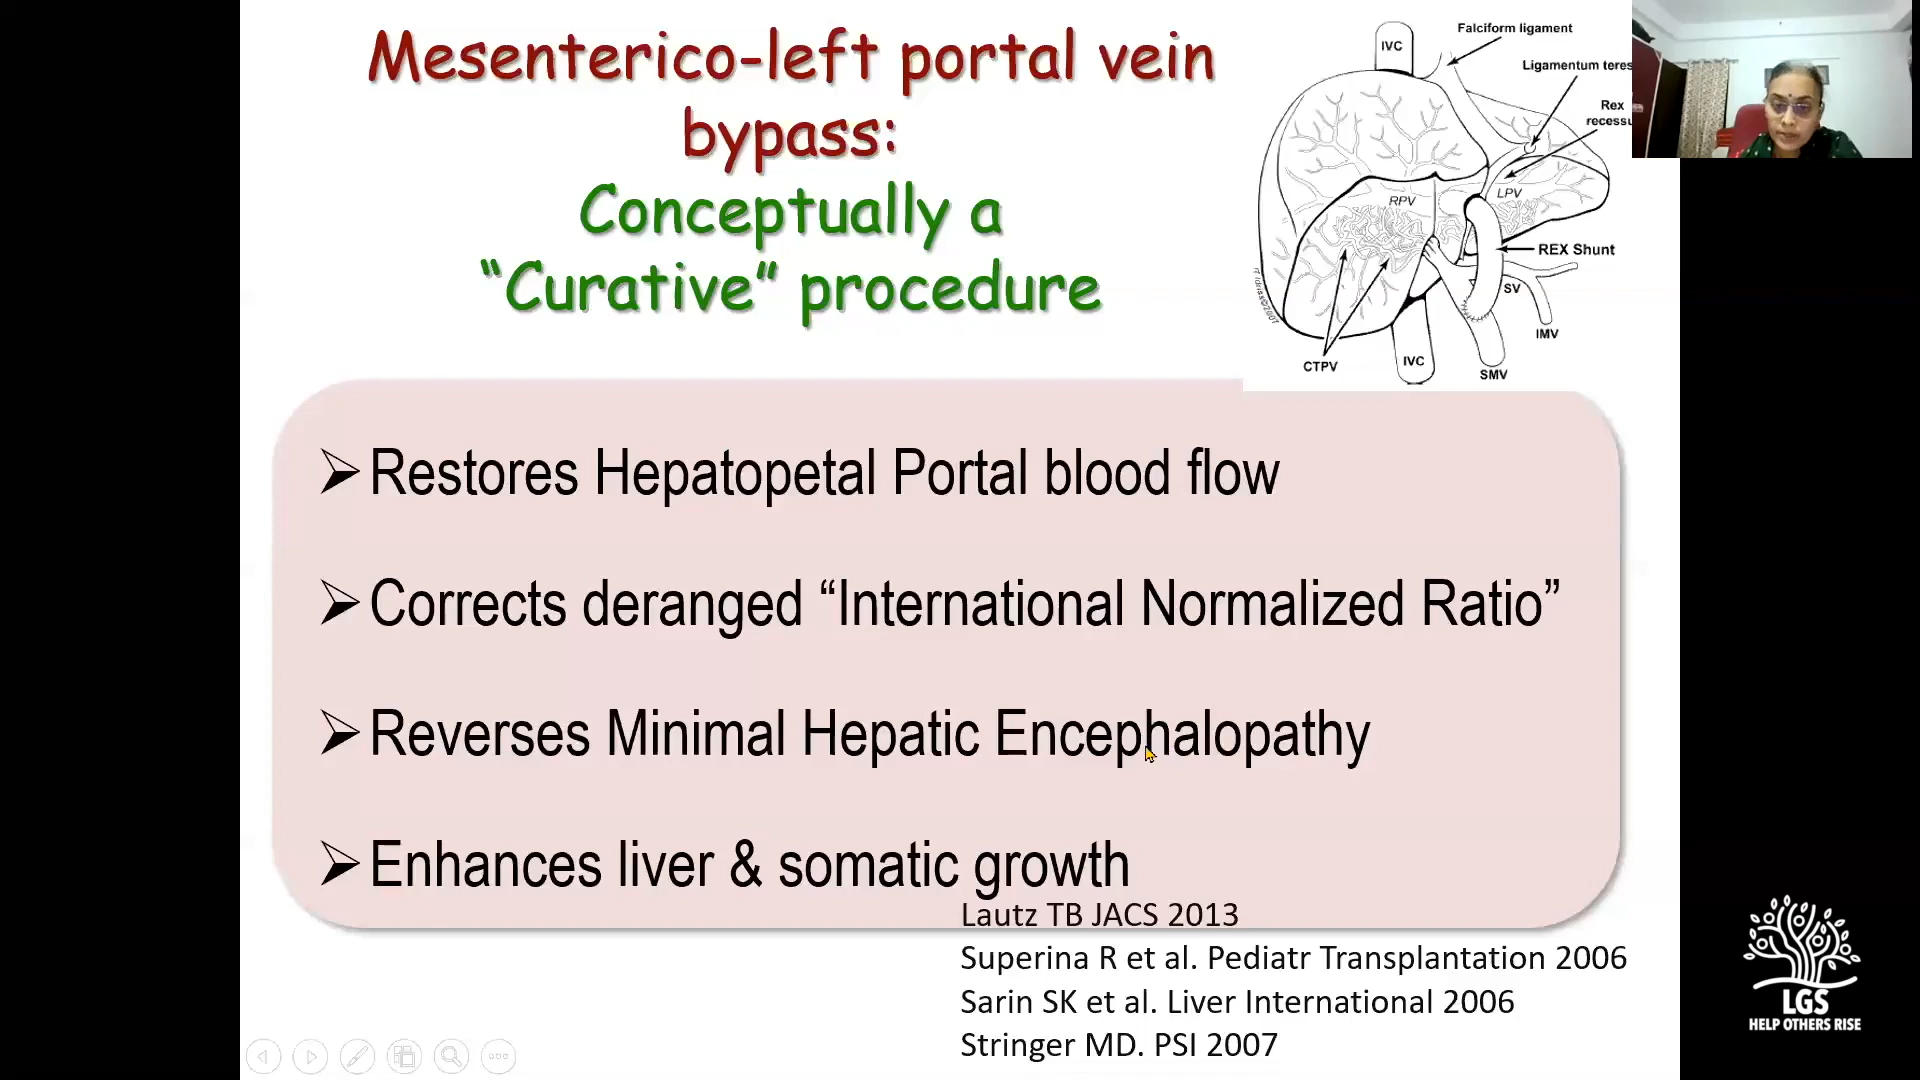 Mesenterico-left portal vein
bypass:
Conceptually a
“Curative” procedure
IVC
Falciform ligament
Ligamentum teres
Rex
RPV
LPV
REX Shunt
SV
IMV
CTPV
IVC
SMV
➢Restores Hepatopetal Portal blood flow
➢Corrects deranged “International Normalized Ratio”
➢Reverses Minimal Hepatic Encephalopathy
➢Enhances liver & somatic growth
Lautz TB JACS 2013
Superina R et al. Pediatr Transplantation 2006
Sarin SK et al. Liver International 2006
Stringer MD. PSI 2007
LGS
HELP OTHERS RISE